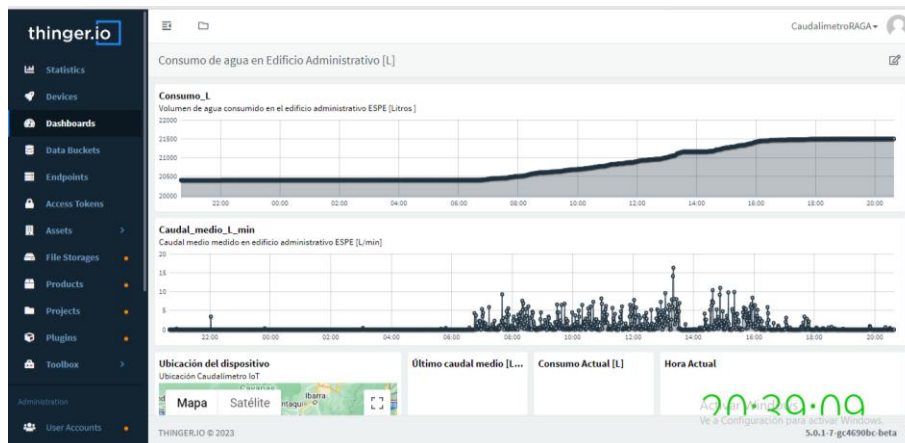 thinger.io
CaudalimetroRAGA
Statistics
Devices
Dashboards
Data Buckets
Endpoints
Access Tokens
Assets
File Storages
Products
Projects
Plugins
Toolbox
Administration
User Accounts
Consumo de agua en Edificio Administrativo [L]
Consumo_L
Volumen de agua consumido en el edificio administrativo ESPE [Litros ]
22000
21500
21000
20500
20000
22:00 00:00 02:00 04:00 06:00 08:00 10:00 12:00 14:00 16:00 18:00 20:00
Caudal_medio_L_min
Caudal medio medido en edificio administrativo ESPE [L/min]
20
15
10
5
0
22:00 00:00 02:00 04:00 06:00 08:00 10:00 12:00 14:00 16:00 18:00 20:00
Ubicación del dispositivo
Ubicación Caudalímetro IoT
Mapa Satélite
Ibarra
Último caudal medio [L...
Consumo Actual [L]
Hora Actual
Activar Windows
Ve a Configuración para activar Windows.
THINGER.IO © 2023
5.0.1-7-gc4690bc-beta